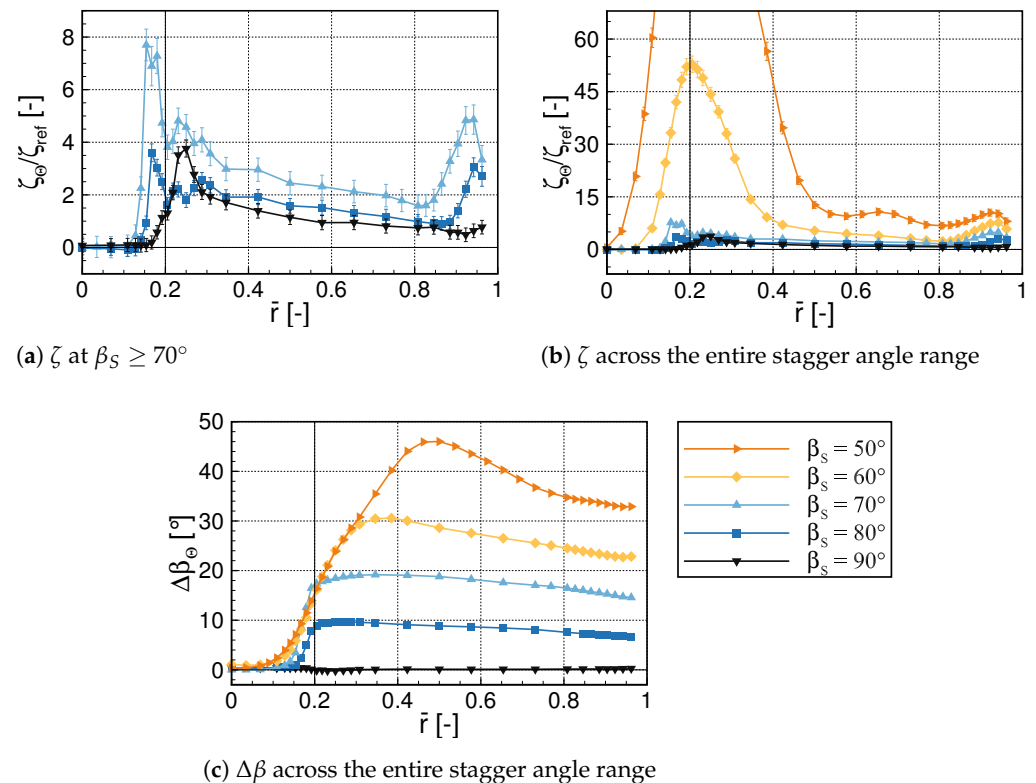 8
6
4
2
0
ζΘ/ζref [-]
0 0.2 0.4 0.6 0.8 1
r̄ [-]
(a) ζ at βS ≥ 70°
60
45
30
15
0
ζΘ/ζref [-]
0 0.2 0.4 0.6 0.8 1
r̄ [-]
(b) ζ across the entire stagger angle range
50
40
30
20
10
0
ΔβΘ [°]
0 0.2 0.4 0.6 0.8 1
r̄ [-]
βS = 50°
βS = 60°
βS = 70°
βS = 80°
βS = 90°
(c) Δβ across the entire stagger angle range